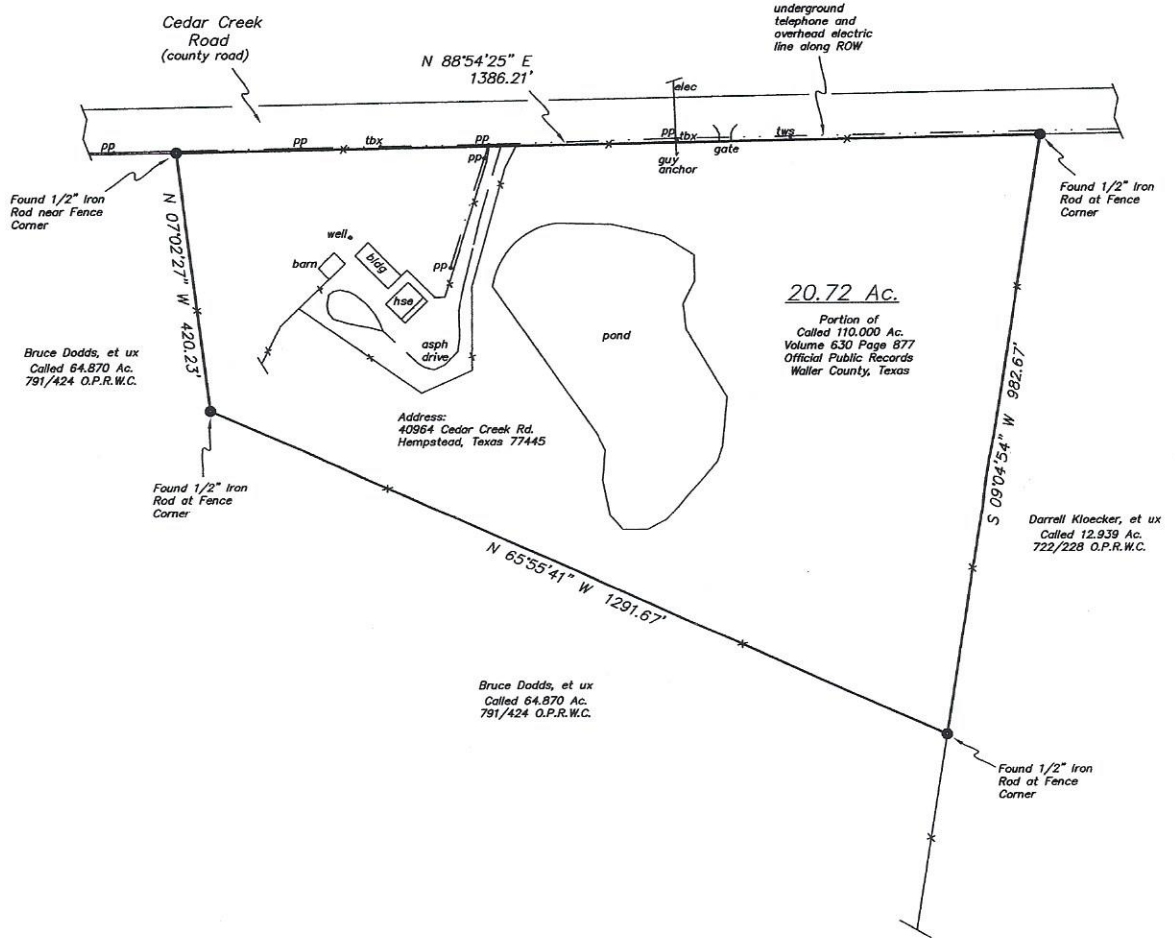 Cedar Creek
Road
(county road)
N 88°54'25" E
1386.21'
underground
telephone and
overhead electric
line along ROW
elec
pp
pp
tbx
pp
pp
tbx
tws
gate
guy
anchor
pp
Found 1/2" Iron
Rod near Fence
Corner
Found 1/2" Iron
Rod at Fence
Corner
N 07°02'27" W 420.23'
well
barn
bldg
hse
pp
asph
drive
pond
20.72 Ac.
Portion of
Called 110.000 Ac.
Volume 630 Page 877
Official Public Records
Waller County, Texas
Bruce Dodds, et ux
Called 64.870 Ac.
791/424 O.P.R.W.C.
Address:
40964 Cedar Creek Rd.
Hempstead, Texas 77445
S 09°04'54" W 982.67'
Found 1/2" Iron
Rod at Fence
Corner
Darrell Kloecker, et ux
Called 12.939 Ac.
722/228 O.P.R.W.C.
N 65°55'41" W 1291.67'
Bruce Dodds, et ux
Called 64.870 Ac.
791/424 O.P.R.W.C.
Found 1/2" Iron
Rod at Fence
Corner